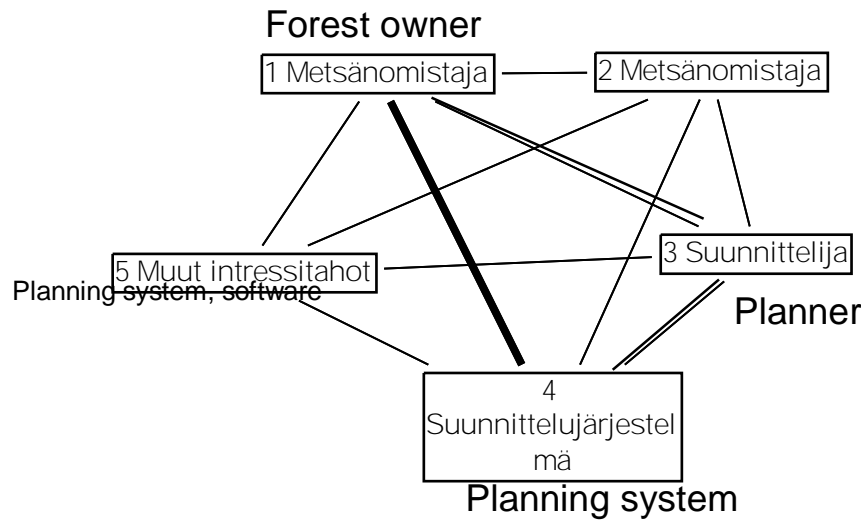 Forest owner
1 Metsänomistaja
2 Metsänomistaja
3 Suunnittelija
5 Muut intressitahot
Planning system, software
Planner
4
Suunnittelujärjestel
mä
Planning system